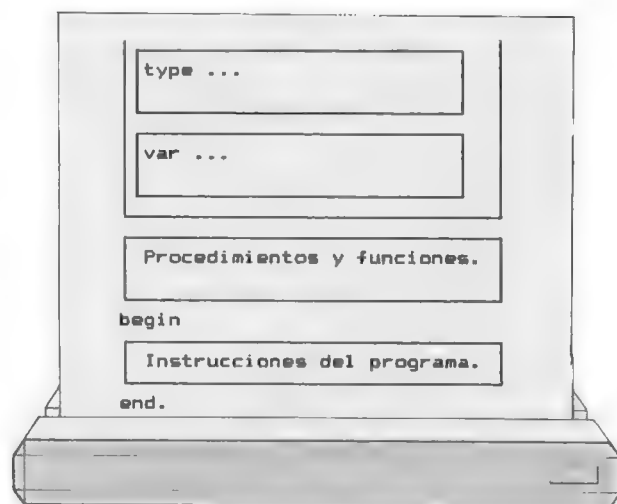 type ...
var ...
Procedimientos y funciones.
begin
Instrucciones del programa.
end.